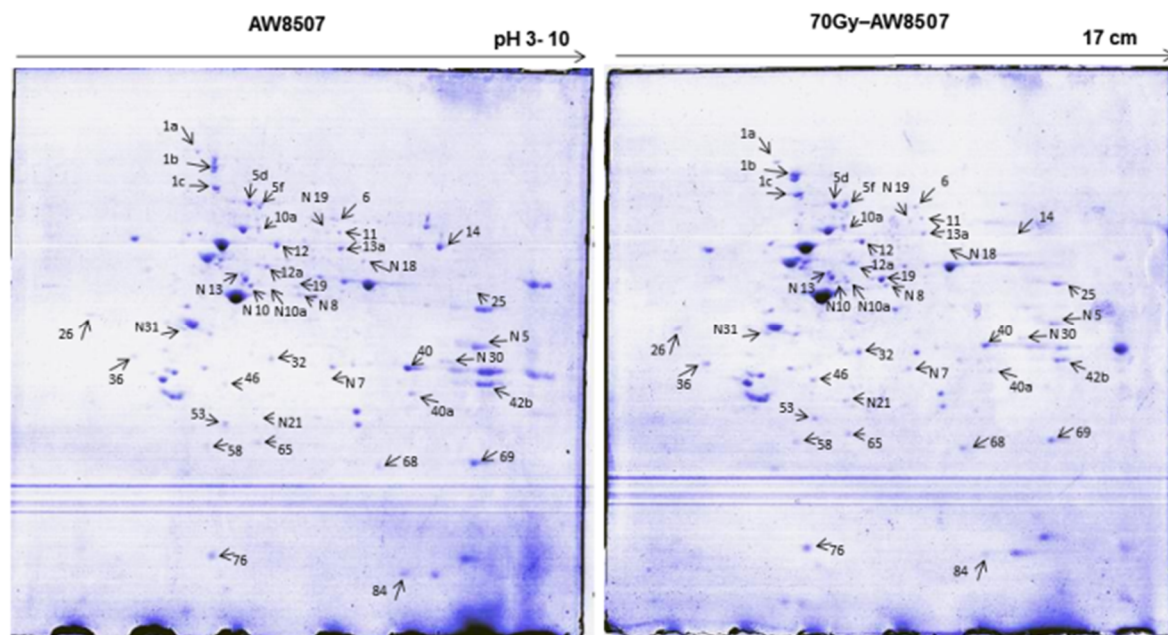 AW8507
pH 3- 10
70Gy–AW8507
17 cm
1a
1b
1c
5d
5f
N 19
6
10a
11
12
13a
14
N 18
12a
N 13
19
N 10
N10a
N 8
25
26
N31
N 5
32
40
N 30
36
46
N 7
40a
42b
53
N21
58
65
68
69
76
84
1a
1b
1c
5d
5f
N 19
6
10a
11
13a
14
12
N 18
12a
19
N 13
N10
N10a
N 8
25
N31
N 5
26
40
N 30
32
36
46
N 7
40a
42b
53
N21
58
65
68
69
76
84